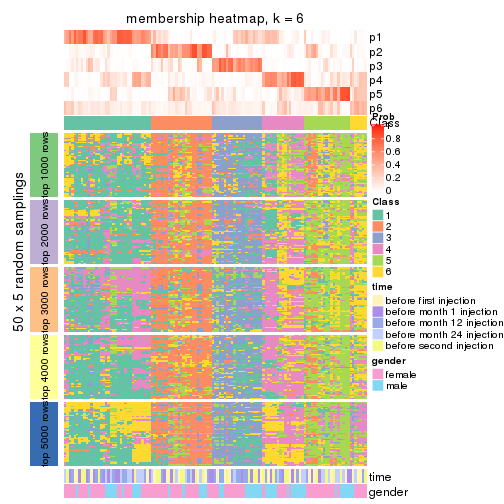 membership heatmap, k = 6
p1
p2
p3
p4
p5
p6
Class
Prob
1
0.8
0.6
0.4
0.2
0
Class
1
2
3
4
5
6
time
before first injection
before month 1 injection
before month 12 injection
before month 24 injection
before second injection
gender
female
male
50 x 5 random samplings
top 1000 rows
top 2000 rows
top 3000 rows
top 4000 rows
top 5000 rows
time
gender